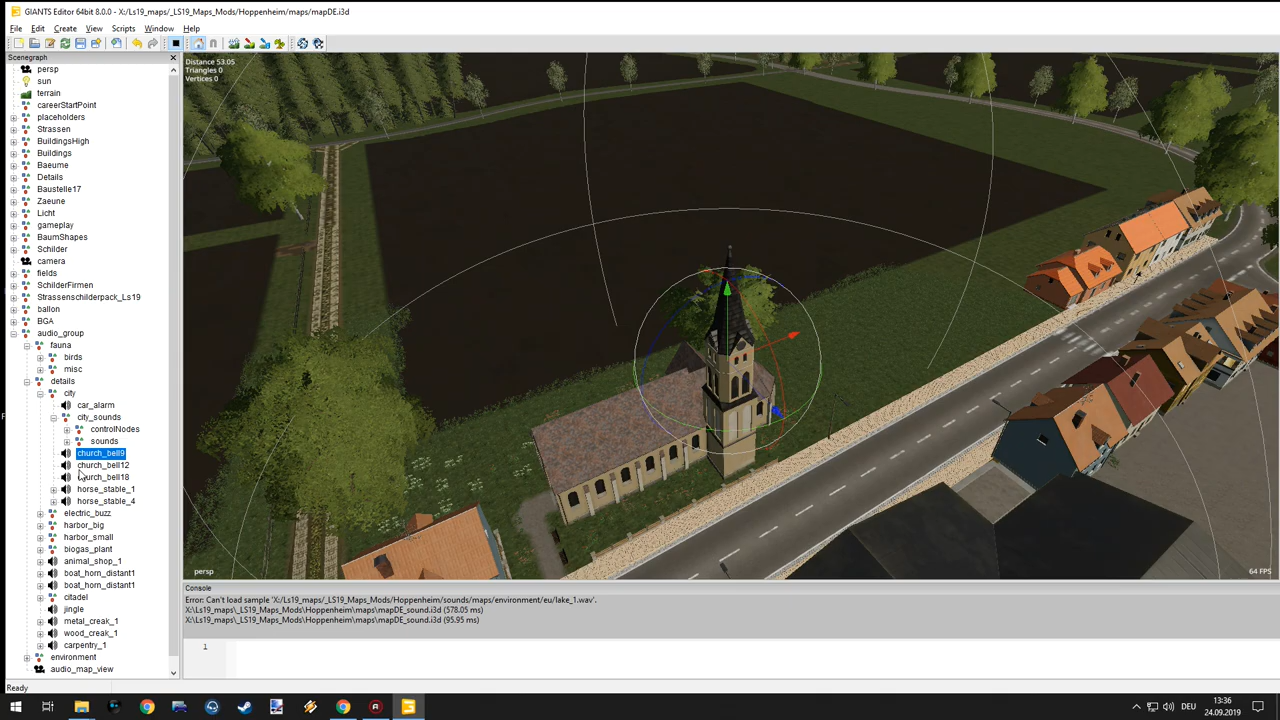 GIANTS Editor 64bit 8.0.0 - X:/Ls19_maps/_LS19_Maps_Mods/Hoppenheim/maps/mapDE.i3d
File Edit Create View Scripts Window Help
Scenegraph
persp
sun
terrain
careerStartPoint
placeholders
Strassen
BuildingsHigh
Buildings
Baeume
Details
Baustelle17
Zaeune
Licht
gameplay
BaumShapes
Schilder
camera
fields
SchilderFirmen
Strassenschilderpack_Ls19
ballon
BGA
audio_group
fauna
birds
misc
details
city
car_alarm
city_sounds
controlNodes
sounds
church_bell9
church_bell12
church_bell18
horse_stable_1
horse_stable_4
electric_buzz
harbor_big
harbor_small
biogas_plant
animal_shop_1
boat_horn_distant1
boat_horn_distant1
citadel
jingle
metal_creak_1
wood_creak_1
carpentry_1
environment
audio_map_view
Distance 53.05
Triangles 0
Vertices 0
persp
64 FPS
Console
Error: Can't load sample 'X:/Ls19_maps/_LS19_Maps_Mods/Hoppenheim/sounds/maps/environment/eu/lake_1.wav'.
X:\Ls19_maps\_LS19_Maps_Mods\Hoppenheim\maps\mapDE_sound.i3d (578.05 ms)
X:\Ls19_maps\_LS19_Maps_Mods\Hoppenheim\maps\mapDE_sound.i3d (95.95 ms)
1
Ready
DEU
13:36
24.09.2019